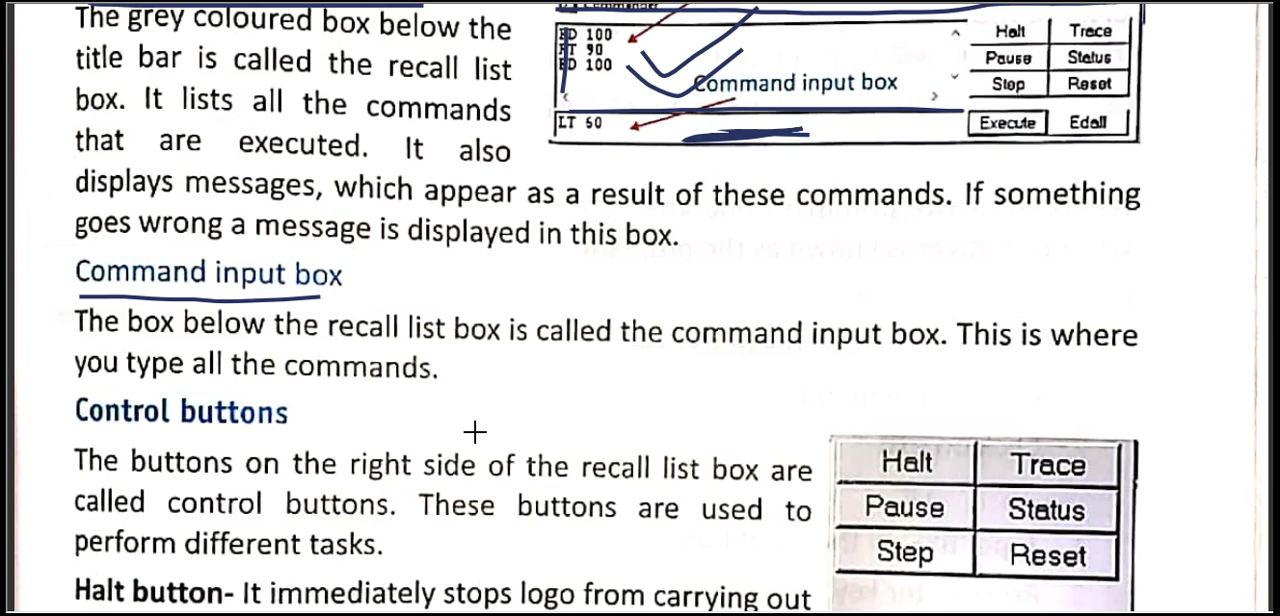 The grey coloured box below the
title bar is called the recall list
box. It lists all the commands
that are executed. It also
displays messages, which appear as a result of these commands. If something
goes wrong a message is displayed in this box.
Commander
FD 100
RT 90
FD 100
Command input box
LT 60
Halt Trace
Pause Status
Step Reset
Execute Edall
Command input box
The box below the recall list box is called the command input box. This is where
you type all the commands.
Control buttons
The buttons on the right side of the recall list box are
called control buttons. These buttons are used to
perform different tasks.
Halt Trace
Pause Status
Step Reset
Halt button- It immediately stops logo from carrying out